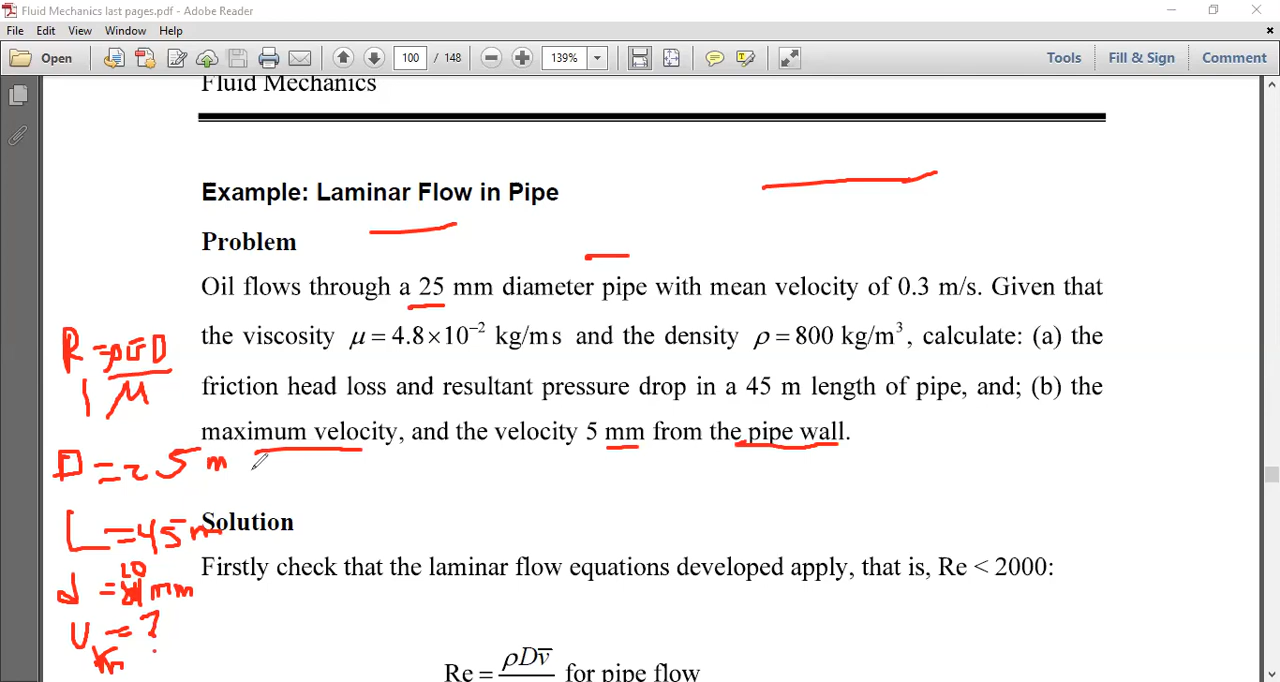 Fluid Mechanics last pages.pdf - Adobe Reader
File Edit View Window Help
Open 100 / 148 139% Tools Fill & Sign Comment
Fluid Mechanics
Example: Laminar Flow in Pipe
Problem
Oil flows through a 25 mm diameter pipe with mean velocity of 0.3 m/s. Given that
the viscosity μ = 4.8×10⁻² kg/m s and the density ρ = 800 kg/m³, calculate: (a) the
friction head loss and resultant pressure drop in a 45 m length of pipe, and; (b) the
maximum velocity, and the velocity 5 mm from the pipe wall.
D = 25 m
L = 45 m
Solution
Firstly check that the laminar flow equations developed apply, that is, Re < 2000:
U = ?
Re = ρDv̅ for pipe flow